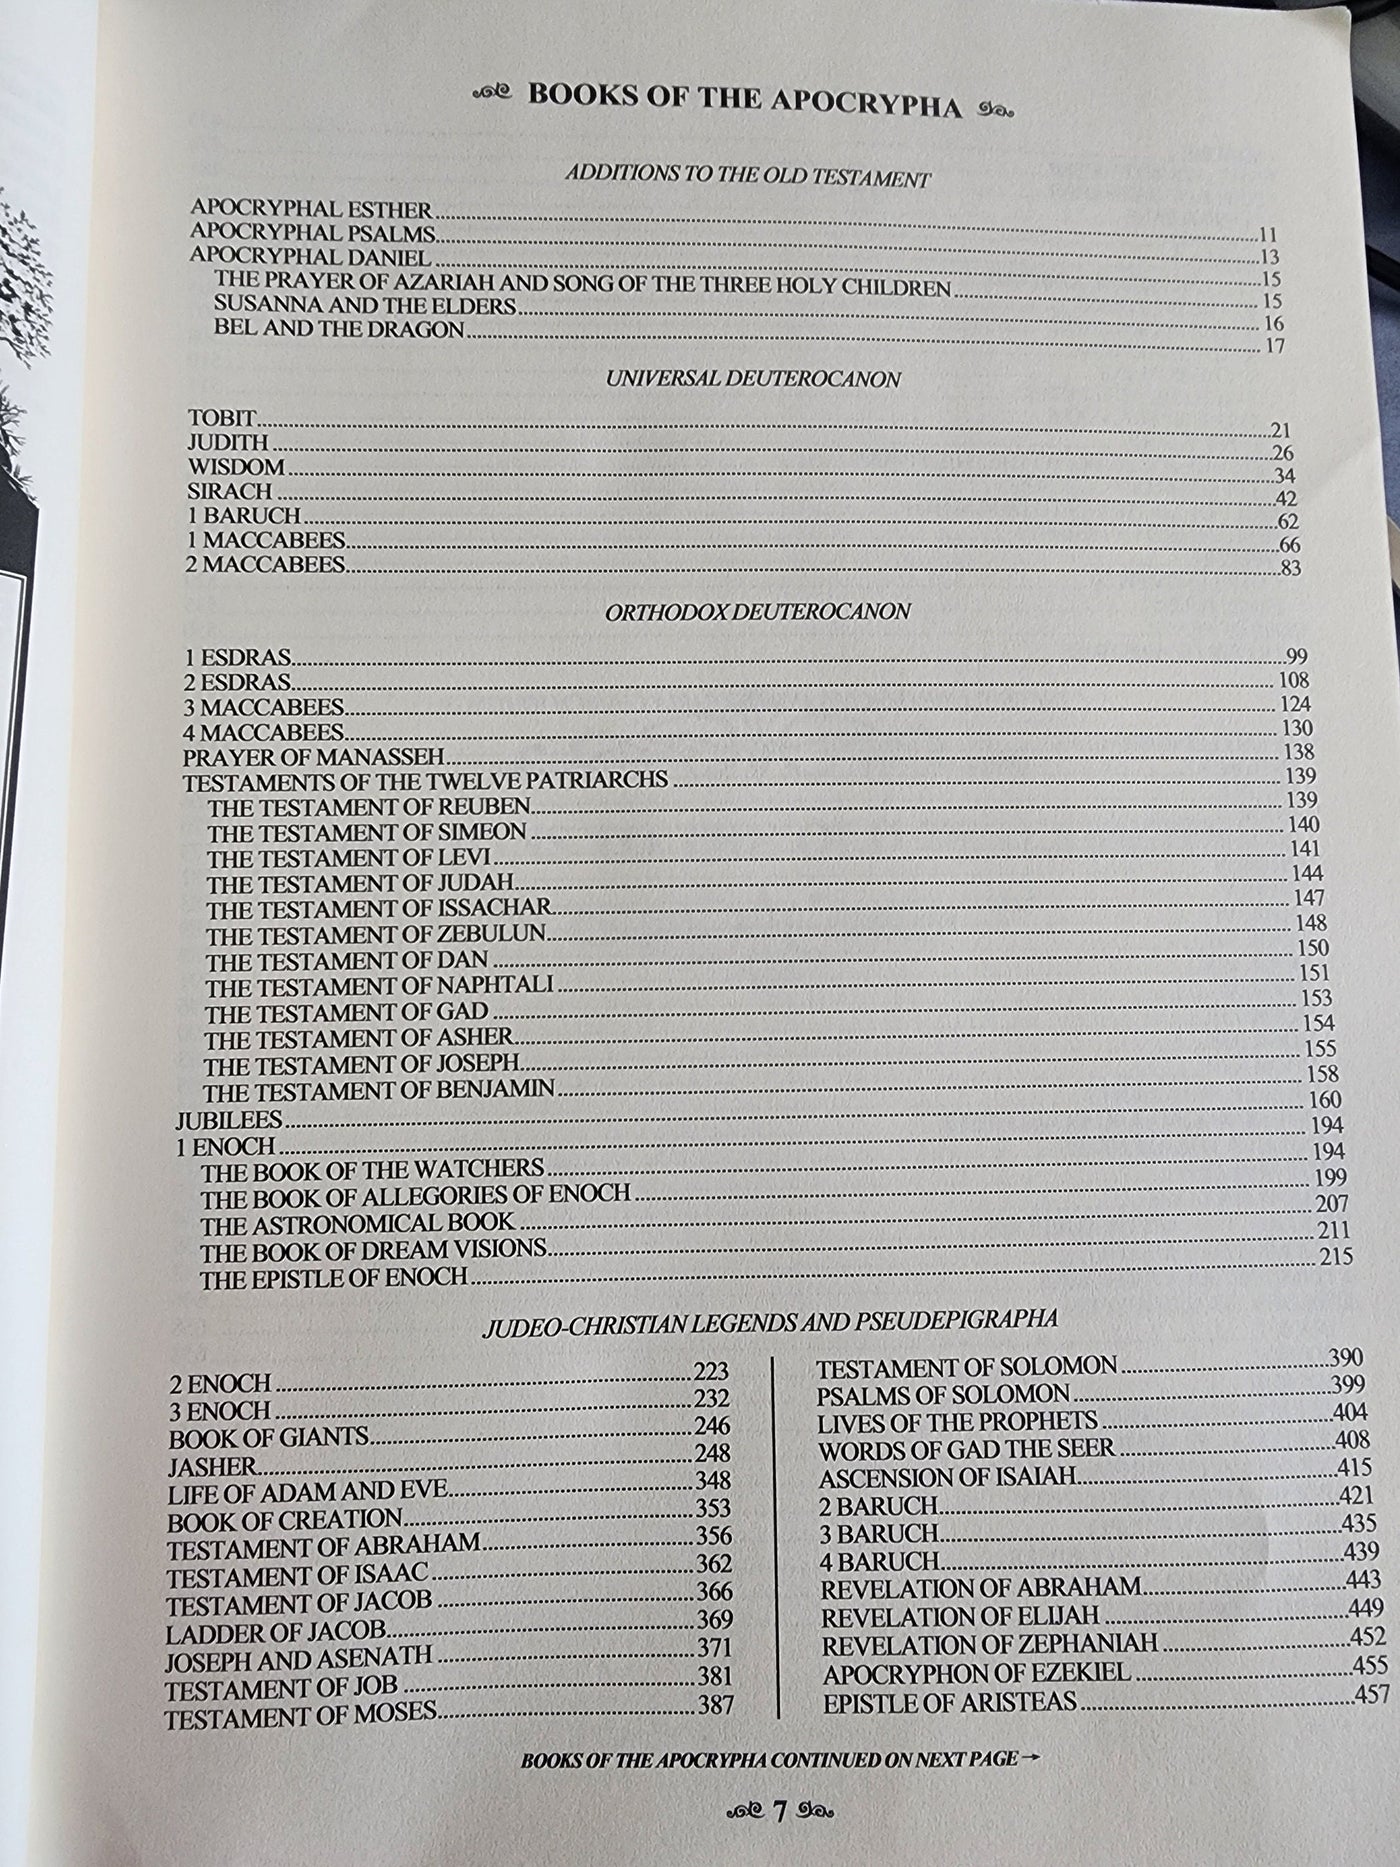 BOOKS OF THE APOCRYPHA
ADDITIONS TO THE OLD TESTAMENT
APOCRYPHAL ESTHER 11
APOCRYPHAL PSALMS 13
APOCRYPHAL DANIEL 15
THE PRAYER OF AZARIAH AND SONG OF THE THREE HOLY CHILDREN 15
SUSANNA AND THE ELDERS 16
BEL AND THE DRAGON 17
UNIVERSAL DEUTEROCANON
TOBIT 21
JUDITH 26
WISDOM 34
SIRACH 42
1 BARUCH 62
1 MACCABEES 66
2 MACCABEES 83
ORTHODOX DEUTEROCANON
1 ESDRAS 99
2 ESDRAS 108
3 MACCABEES 124
4 MACCABEES 130
PRAYER OF MANASSEH 138
TESTAMENTS OF THE TWELVE PATRIARCHS 139
THE TESTAMENT OF REUBEN 139
THE TESTAMENT OF SIMEON 140
THE TESTAMENT OF LEVI 141
THE TESTAMENT OF JUDAH 144
THE TESTAMENT OF ISSACHAR 147
THE TESTAMENT OF ZEBULUN 148
THE TESTAMENT OF DAN 150
THE TESTAMENT OF NAPHTALI 151
THE TESTAMENT OF GAD 153
THE TESTAMENT OF ASHER 154
THE TESTAMENT OF JOSEPH 155
THE TESTAMENT OF BENJAMIN 158
JUBILEES 160
1 ENOCH 194
THE BOOK OF THE WATCHERS 194
THE BOOK OF ALLEGORIES OF ENOCH 199
THE ASTRONOMICAL BOOK 207
THE BOOK OF DREAM VISIONS 211
THE EPISTLE OF ENOCH 215
JUDEO-CHRISTIAN LEGENDS AND PSEUDEPIGRAPHA
2 ENOCH 223
3 ENOCH 232
BOOK OF GIANTS 246
JASHER 248
LIFE OF ADAM AND EVE 348
BOOK OF CREATION 353
TESTAMENT OF ABRAHAM 356
TESTAMENT OF ISAAC 362
TESTAMENT OF JACOB 366
LADDER OF JACOB 369
JOSEPH AND ASENATH 371
TESTAMENT OF JOB 381
TESTAMENT OF MOSES 387
TESTAMENT OF SOLOMON 390
PSALMS OF SOLOMON 399
LIVES OF THE PROPHETS 404
WORDS OF GAD THE SEER 408
ASCENSION OF ISAIAH 415
2 BARUCH 421
3 BARUCH 435
4 BARUCH 439
REVELATION OF ABRAHAM 443
REVELATION OF ELIJAH 449
REVELATION OF ZEPHANIAH 452
APOCRYPHON OF EZEKIEL 455
EPISTLE OF ARISTEAS 457
BOOKS OF THE APOCRYPHA CONTINUED ON NEXT PAGE→
7